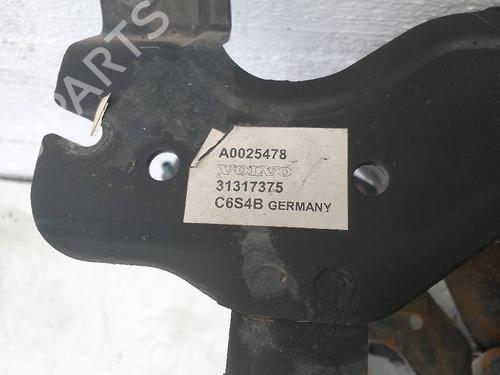 PARTS
A0025478
VOLVO
31317375
C6S4B GERMANY